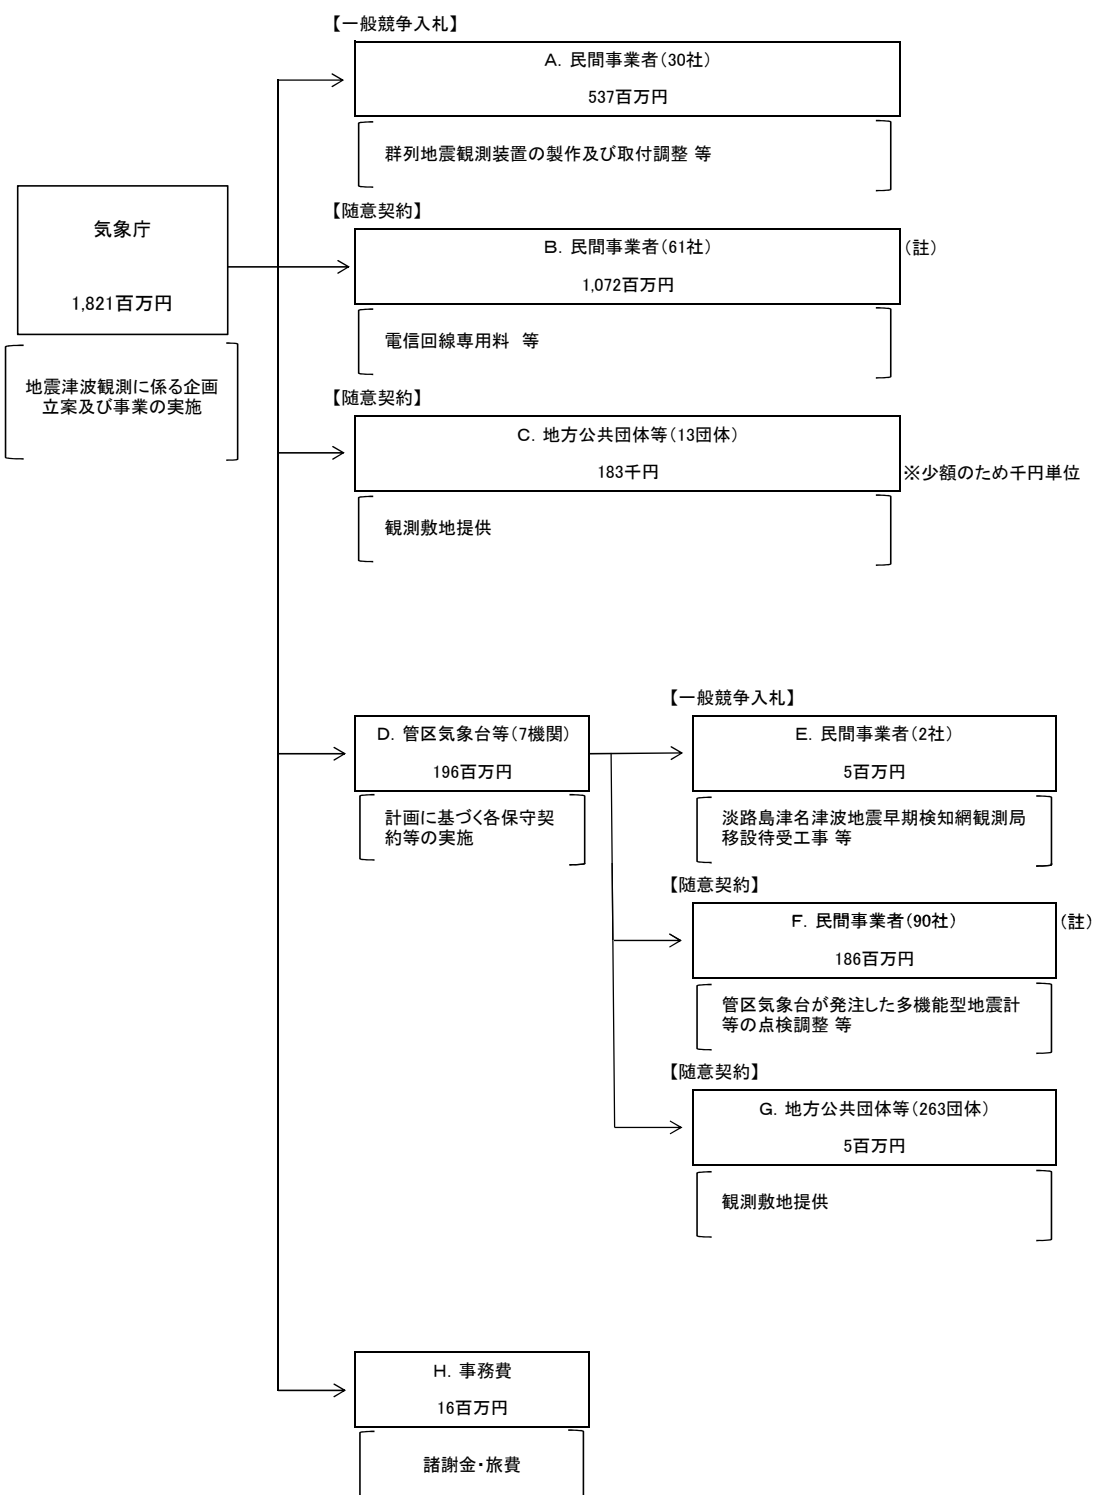 【一般競争入札】
A. 民間事業者（30社）
537百万円
群列地震観測装置の製作及び取付調整 等
気象庁
1,821百万円
地震津波観測に係る企画
立案及び事業の実施
【随意契約】
B. 民間事業者（61社）
（註）
1,072百万円
電信回線専用料　等
【随意契約】
C. 地方公共団体等（13団体）
183千円
※少額のため千円単位
観測敷地提供
D. 管区気象台等（7機関）
196百万円
計画に基づく各保守契
約等の実施
【一般競争入札】
E. 民間事業者（2社）
5百万円
淡路島津名津波地震早期検知網観測局
移設待受工事 等
【随意契約】
F. 民間事業者（90社）
（註）
186百万円
管区気象台が発注した多機能型地震計
等の点検調整 等
【随意契約】
G. 地方公共団体等（263団体）
5百万円
観測敷地提供
H. 事務費
16百万円
諸謝金・旅費